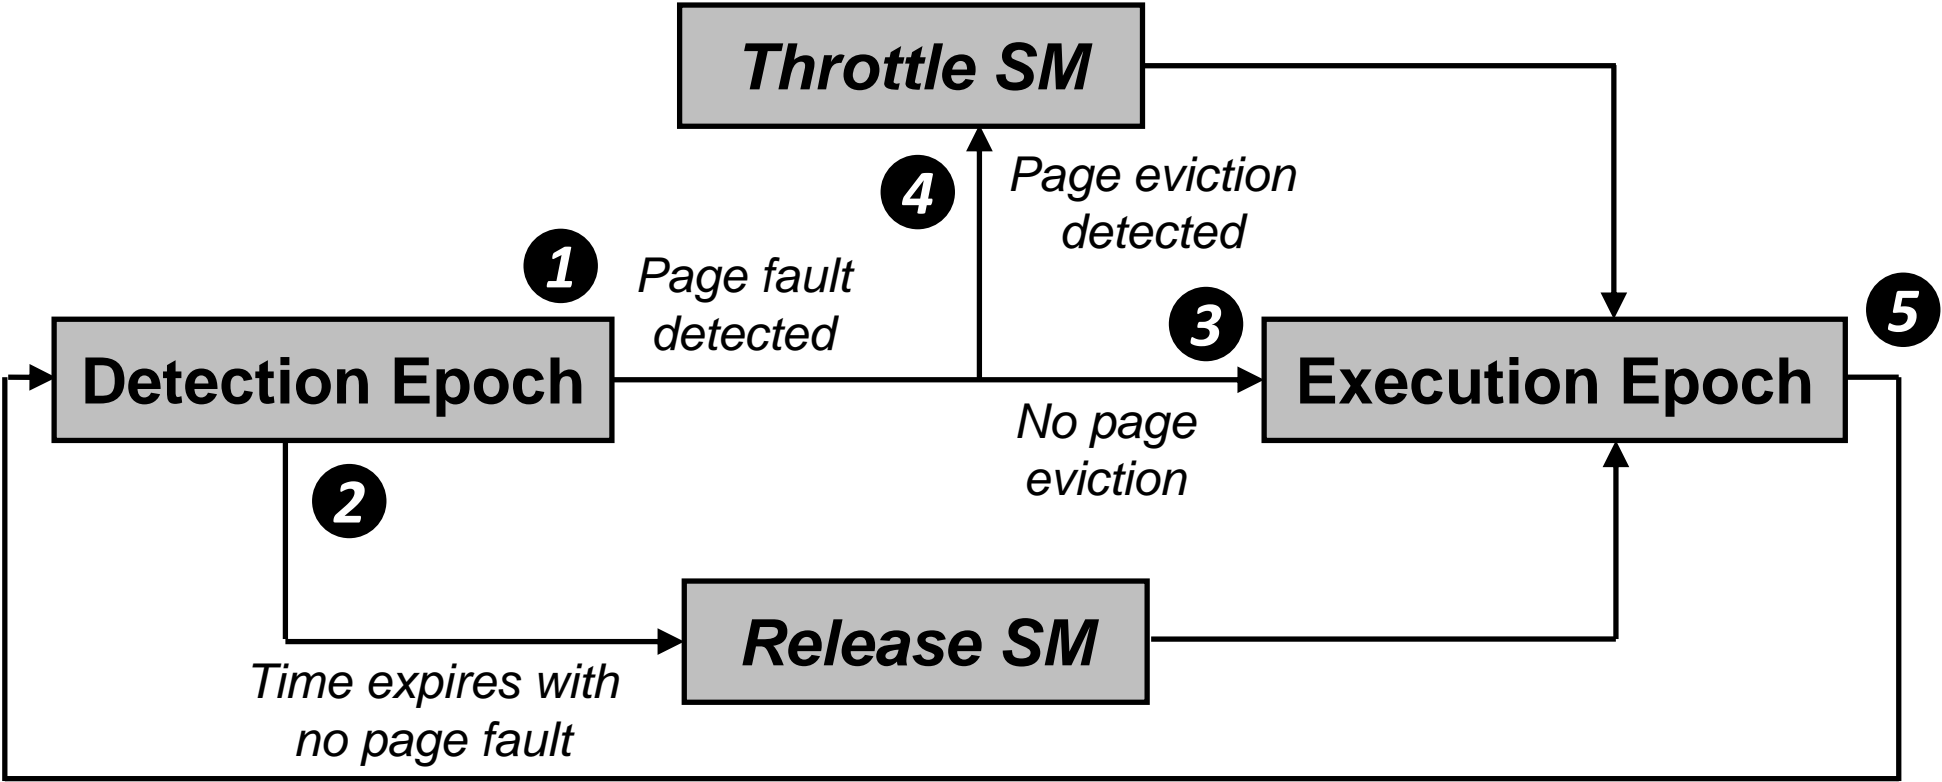 Throttle SM
4
Page eviction
detected
1
Page fault
detected
3
5
Detection Epoch
Execution Epoch
No page
eviction
2
Release SM
Time expires with
no page fault